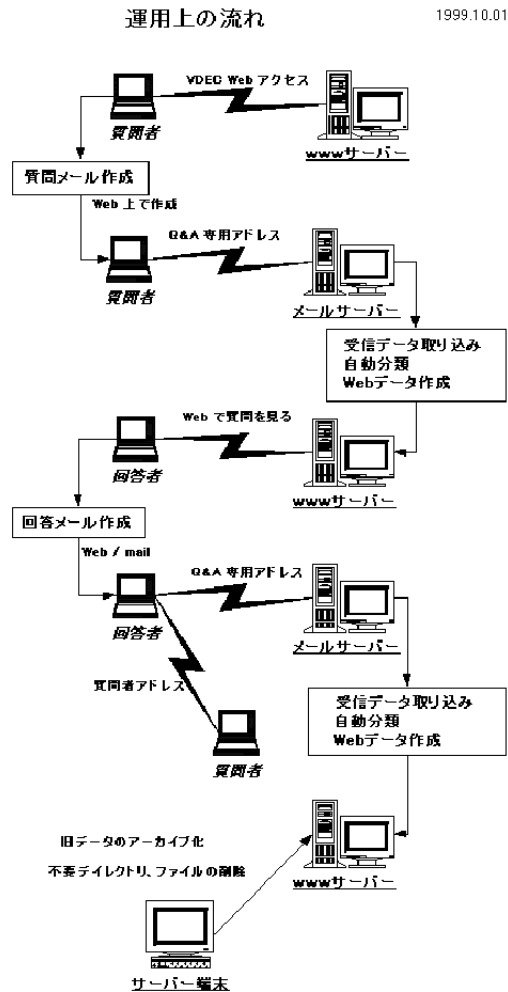 運用上の流れ
1999.10.01
VDEC Web アクセス
質問者
wwwサーバー
質問メール作成
Web 上で作成
Q&A 専用アドレス
質問者
メールサーバー
受信データ取り込み
自動分類
Webデータ作成
Web で質問を見る
回答者
wwwサーバー
回答メール作成
Web / mail
Q&A 専用アドレス
回答者
メールサーバー
質問者アドレス
受信データ取り込み
自動分類
Webデータ作成
質問者
旧データのアーカイブ化
不要ディレクトリ、ファイルの削除
wwwサーバー
サーバー端末